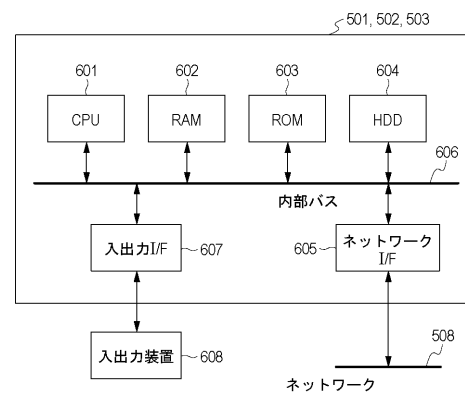 501, 502, 503
601
602
603
604
CPU
RAM
ROM
HDD
606
内部バス
入出力I/F
607
605
ネットワーク
I/F
入出力装置
608
508
ネットワーク